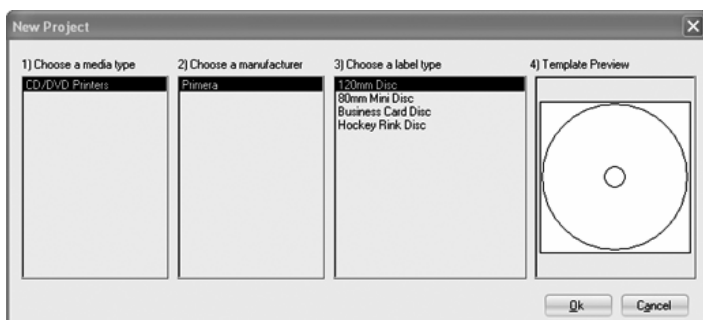 New Project
1) Choose a media type
CD/DVD Printers
2) Choose a manufacturer
Primera
3) Choose a label type
120mm Disc
80mm Mini Disc
Business Card Disc
Hockey Rink Disc
4) Template Preview
Ok
Cancel